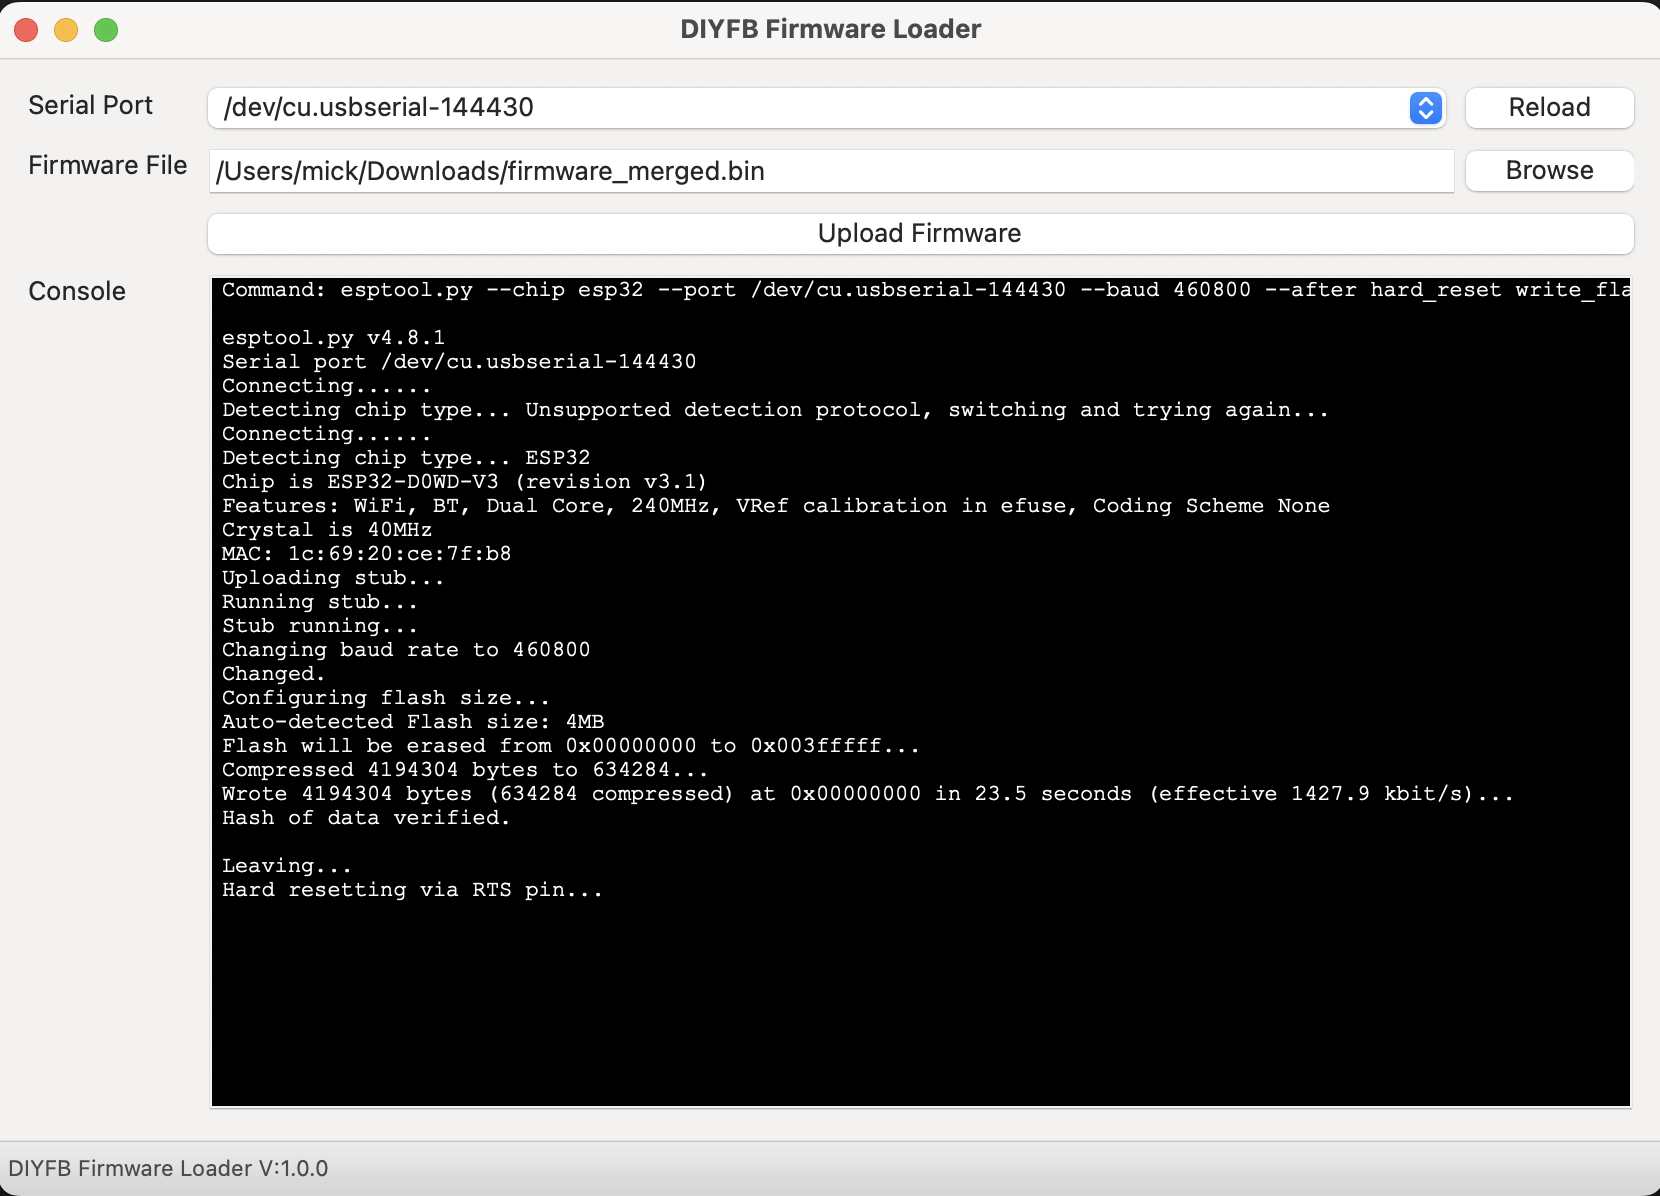 DIYFB Firmware Loader
Serial Port
/dev/cu.usbserial-144430
Reload
Firmware File
/Users/mick/Downloads/firmware_merged.bin
Browse
Upload Firmware
Console
Command: esptool.py --chip esp32 --port /dev/cu.usbserial-144430 --baud 460800 --after hard_reset write_fla
esptool.py v4.8.1
Serial port /dev/cu.usbserial-144430
Connecting......
Detecting chip type... Unsupported detection protocol, switching and trying again...
Connecting......
Detecting chip type... ESP32
Chip is ESP32-D0WD-V3 (revision v3.1)
Features: WiFi, BT, Dual Core, 240MHz, VRef calibration in efuse, Coding Scheme None
Crystal is 40MHz
MAC: 1c:69:20:ce:7f:b8
Uploading stub...
Running stub...
Stub running...
Changing baud rate to 460800
Changed.
Configuring flash size...
Auto-detected Flash size: 4MB
Flash will be erased from 0x00000000 to 0x003fffff...
Compressed 4194304 bytes to 634284...
Wrote 4194304 bytes (634284 compressed) at 0x00000000 in 23.5 seconds (effective 1427.9 kbit/s)...
Hash of data verified.
Leaving...
Hard resetting via RTS pin...
DIYFB Firmware Loader V:1.0.0